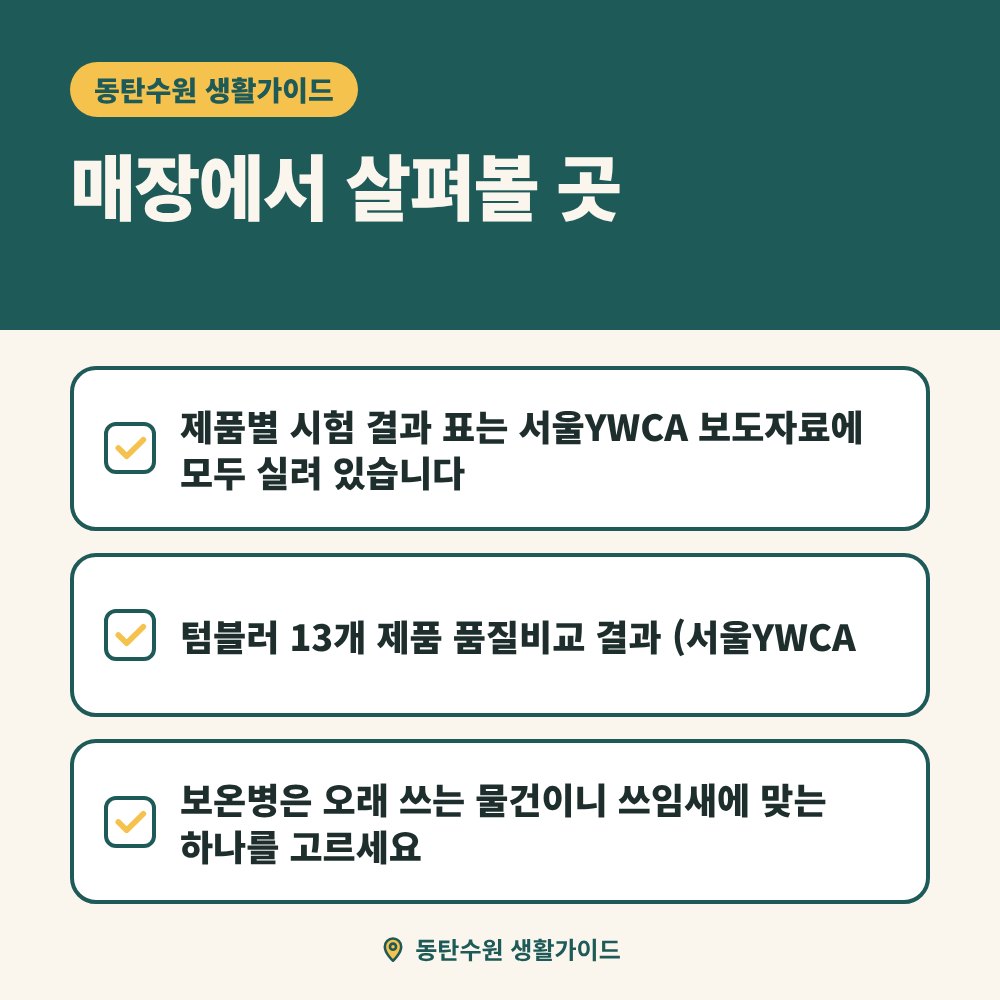 동탄수원 생활가이드
매장에서 살펴볼 곳
제품별 시험 결과 표는 서울YWCA 보도자료에
모두 실려 있습니다
텀블러 13개 제품 품질비교 결과 (서울YWCA
보온병은 오래 쓰는 물건이니 쓰임새에 맞는
하나를 고르세요
동탄수원 생활가이드